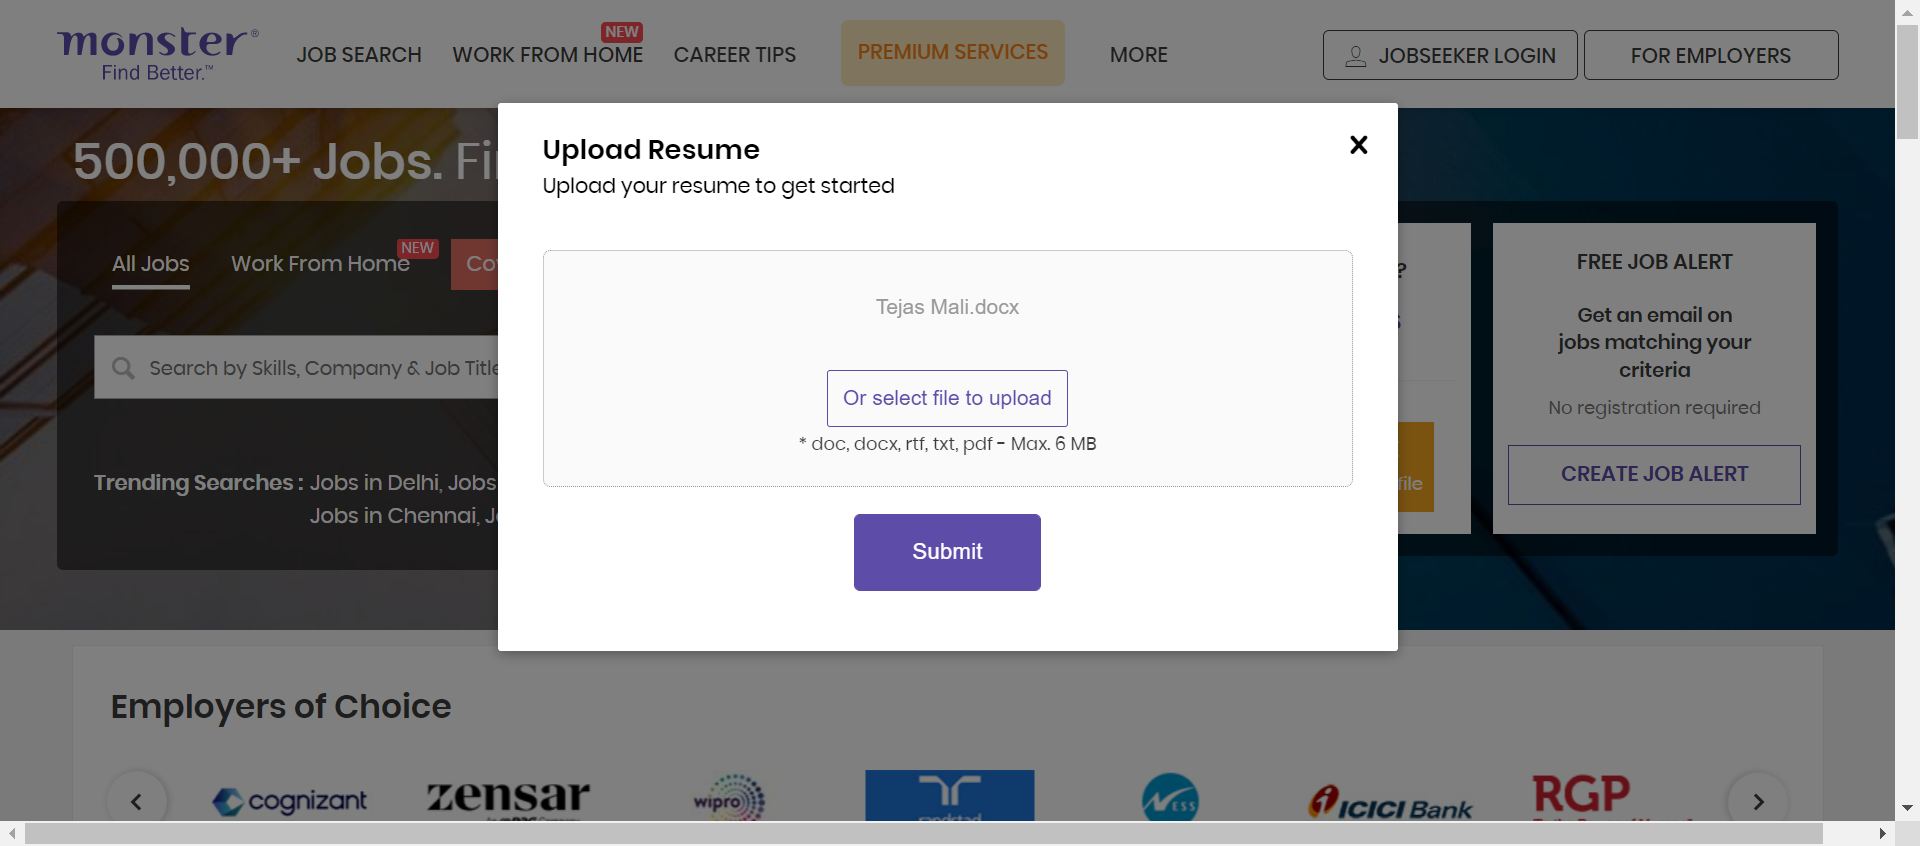 monster®
Find Better.™
JOB SEARCH
WORK FROM HOME
NEW
CAREER TIPS
PREMIUM SERVICES
MORE
JOBSEEKER LOGIN
FOR EMPLOYERS
500,000+ Jobs.
Upload Resume
Upload your resume to get started
Tejas Mali.docx
Or select file to upload
* doc, docx, rtf, txt, pdf - Max. 6 MB
Submit
All Jobs
Work From Home
NEW
Search by Skills, Company & Job Title
Trending Searches : Jobs in Delhi, Jobs
Jobs in Chennai,
FREE JOB ALERT
Get an email on
jobs matching your
criteria
No registration required
CREATE JOB ALERT
Employers of Choice
cognizant
zensar
wipro
randstad
NESS
ICICI Bank
RGP